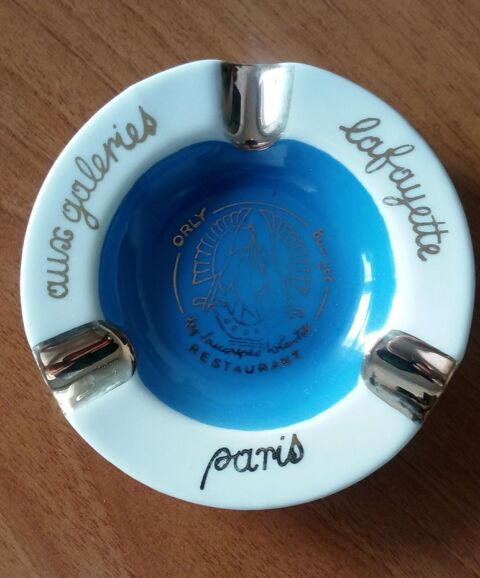 aux galeries
lafayette
paris
ORLY
RESTAURANT